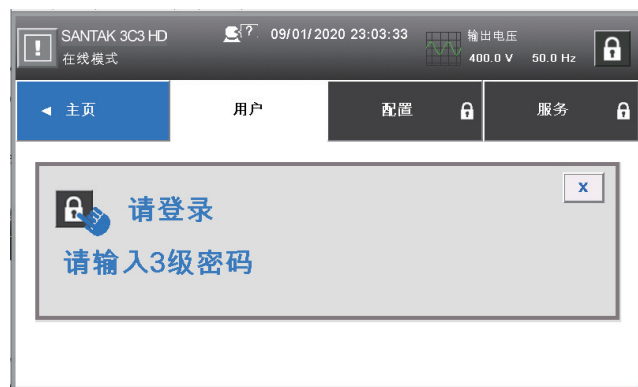 SANTAK 3C3 HD
在线模式
09/01/2020 23:03:33
输出电压
400.0 V 50.0 Hz
◄ 主页
用户
配置
服务
x
请登录
请输入3级密码